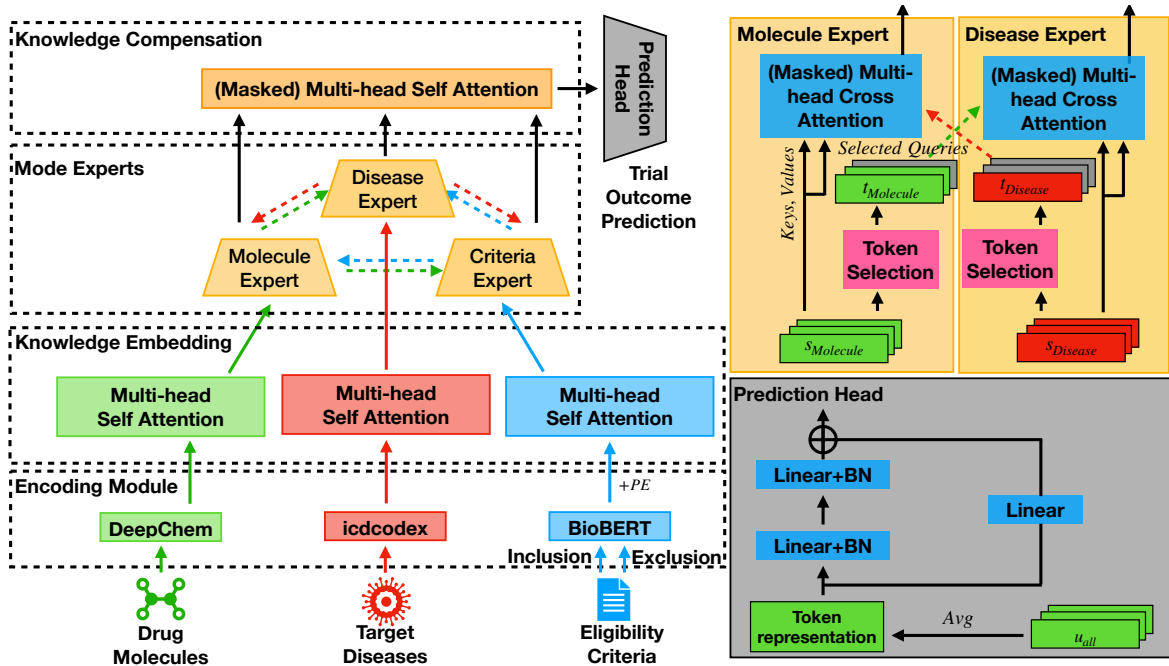 Knowledge Compensation
(Masked) Multi-head Self Attention
Prediction
Head
Trial
Outcome
Prediction
Mode Experts
Disease
Expert
Molecule
Expert
Criteria
Expert
Knowledge Embedding
Multi-head
Self Attention
Multi-head
Self Attention
Multi-head
Self Attention
Encoding Module
+PE
DeepChem
icdcodex
BioBERT
Inclusion
Exclusion
Drug
Molecules
Target
Diseases
Eligibility
Criteria
Molecule Expert
(Masked) Multi-
head Cross
Attention
Keys, Values
Selected Queries
t_Molecule
Token
Selection
s_Molecule
Disease Expert
(Masked) Multi-
head Cross
Attention
t_Disease
Token
Selection
s_Disease
Prediction Head
Linear+BN
Linear
Linear+BN
Token
representation
Avg
u_all